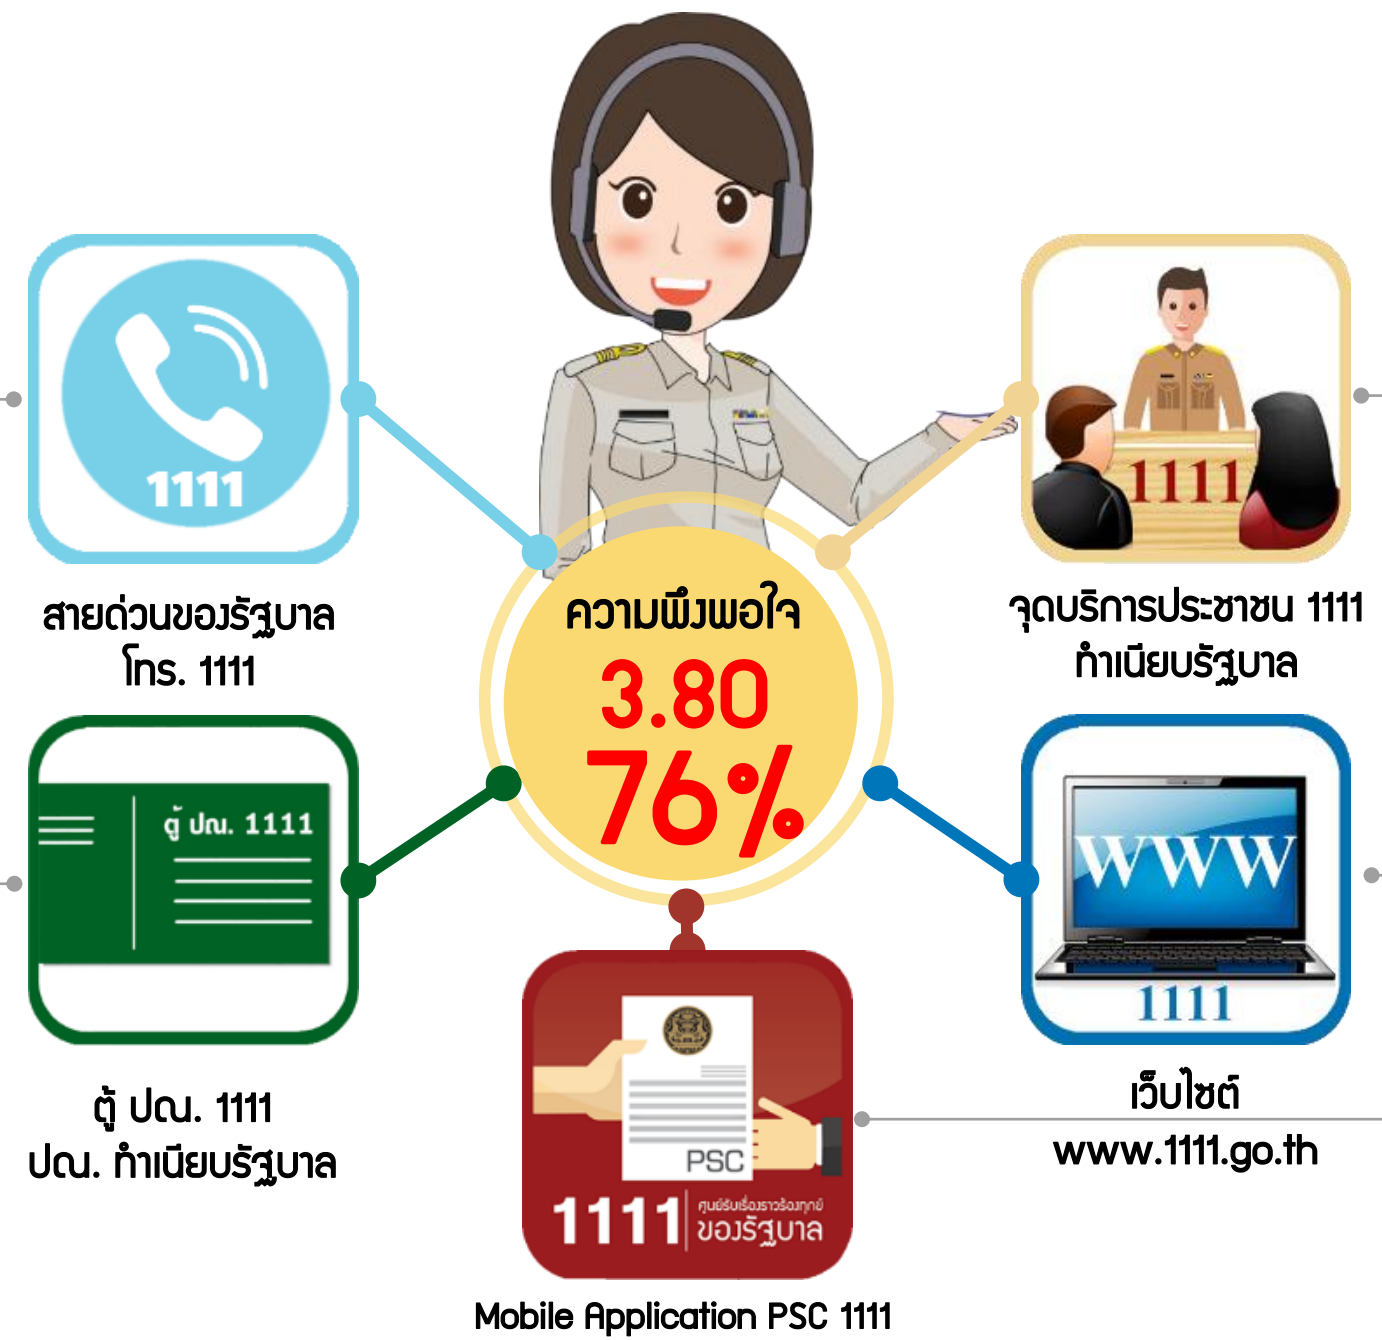 1111
สายด่วนของรัฐบาล
โทร. 1111
1111
จุดบริการประชาชน 1111
ทำเนียบรัฐบาล
ความพึงพอใจ
3.80
76%
ตู้ ปณ. 1111
ตู้ ปณ. 1111
ปณ. ทำเนียบรัฐบาล
WWW
1111
เว็บไซต์
www.1111.go.th
PSC
1111
ศูนย์รับเรื่องราวร้องทุกข์
ของรัฐบาล
Mobile Application PSC 1111